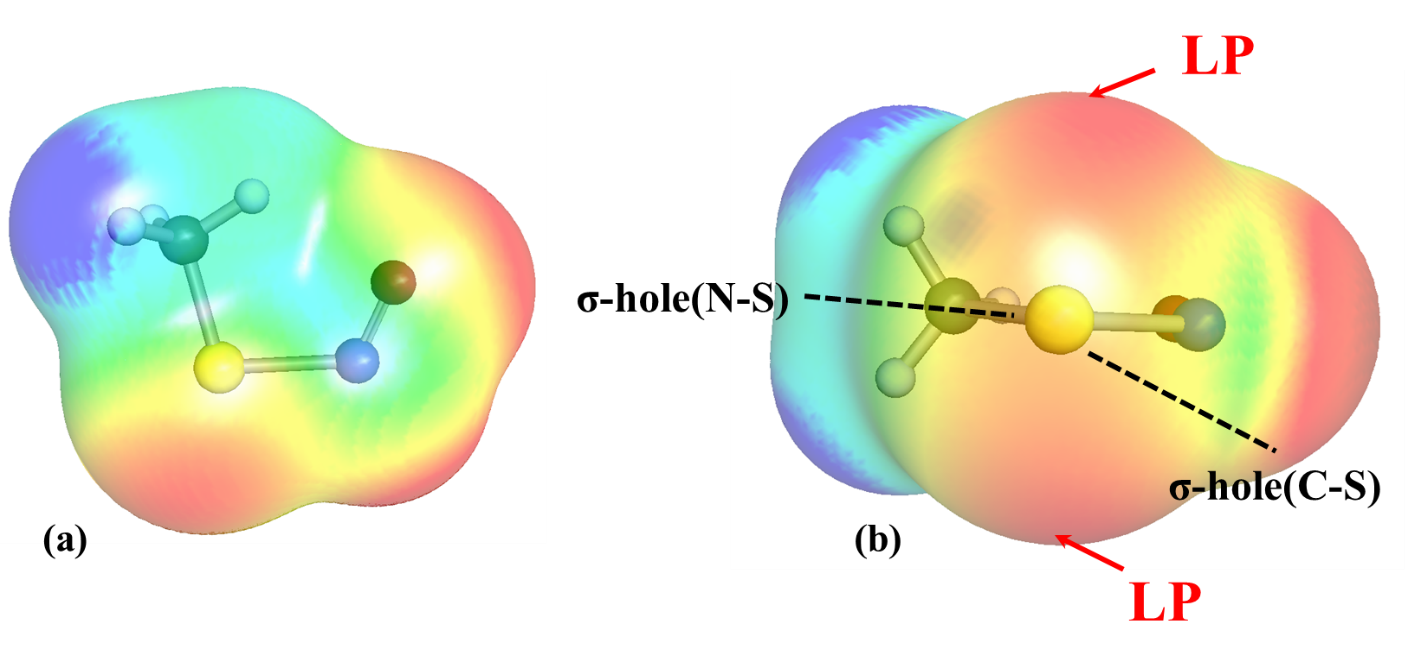 LP
σ-hole(N-S)
σ-hole(C-S)
(a)
(b)
LP